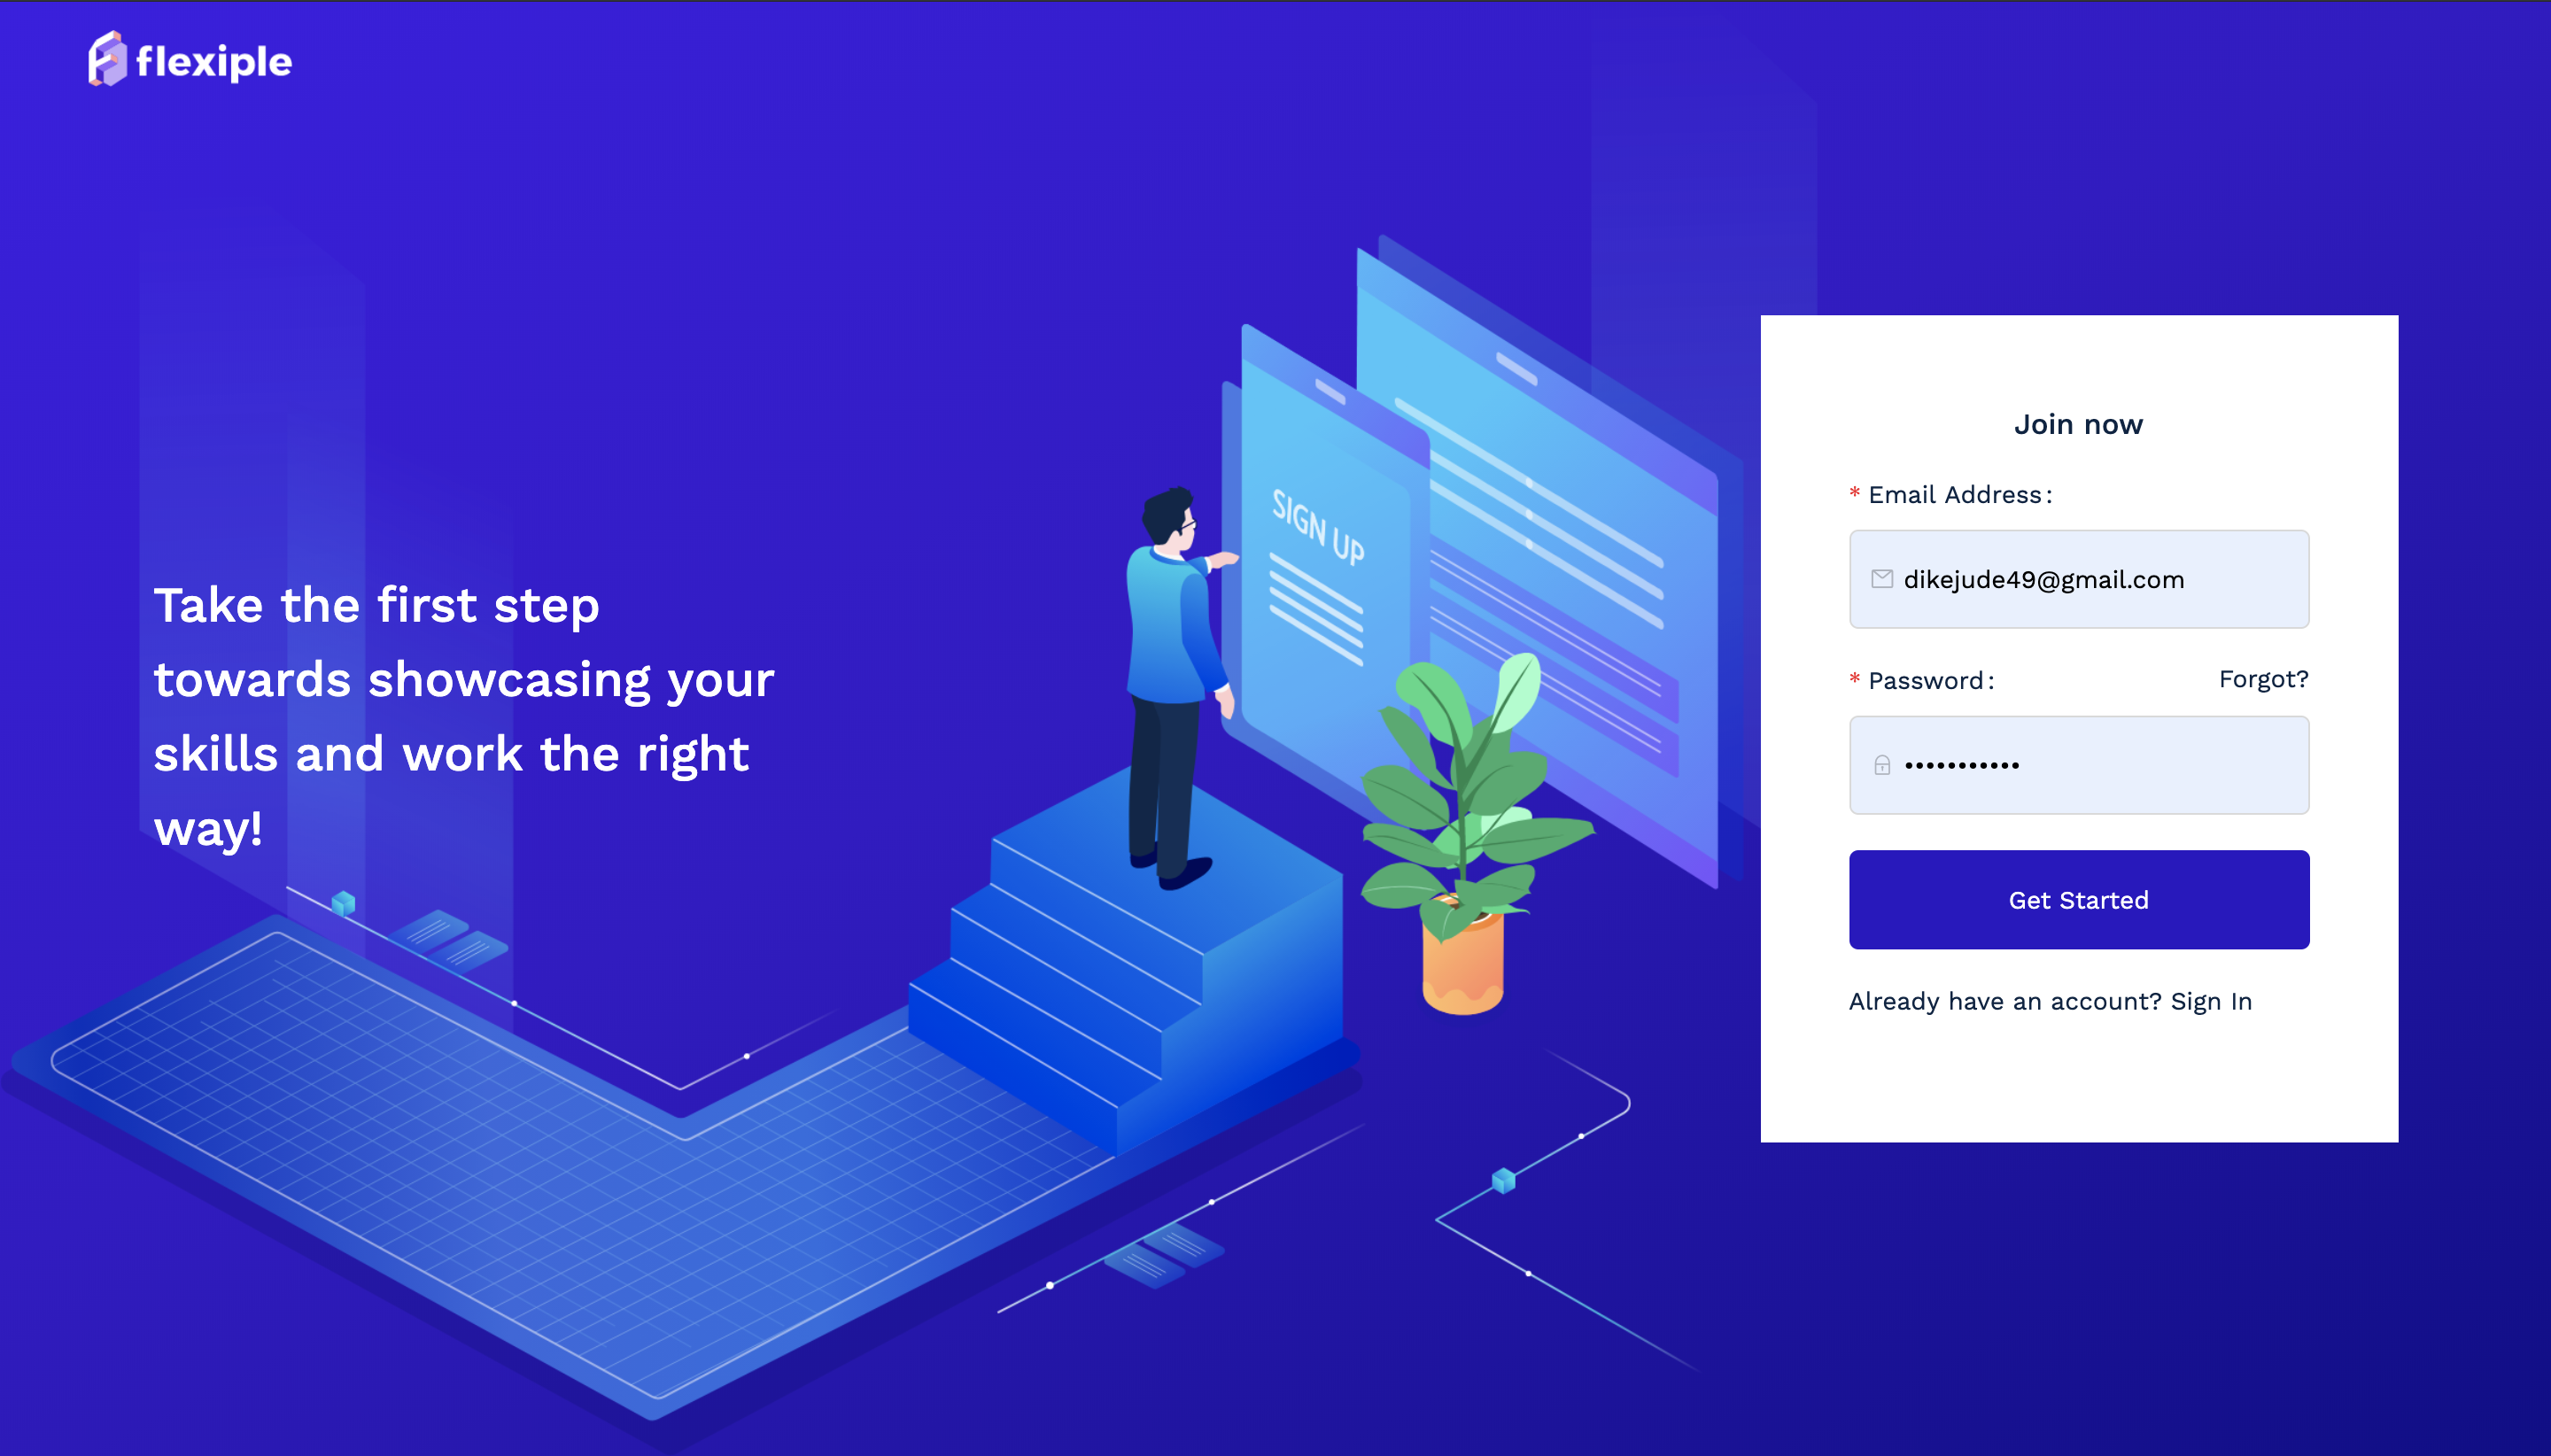 flexiple
Take the first step
towards showcasing your
skills and work the right
way!
SIGN UP
Join now
* Email Address:
dikejude49@gmail.com
* Password:
Forgot?
•••••••••••
Get Started
Already have an account? Sign In